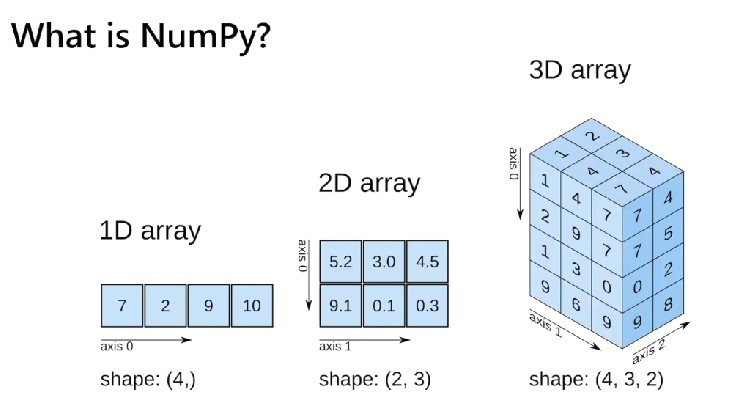 What is NumPy?
3D array
2D array
1D array
axis 0
1 2
4 3
7 4
1 4 7 7 4
2 9 7 7 5
1 3 0 0 2
9 6 9 9 8
axis 1
axis 2
axis 0
5.2 3.0 4.5
9.1 0.1 0.3
axis 1
7 2 9 10
axis 0
shape: (4,)
shape: (2, 3)
shape: (4, 3, 2)